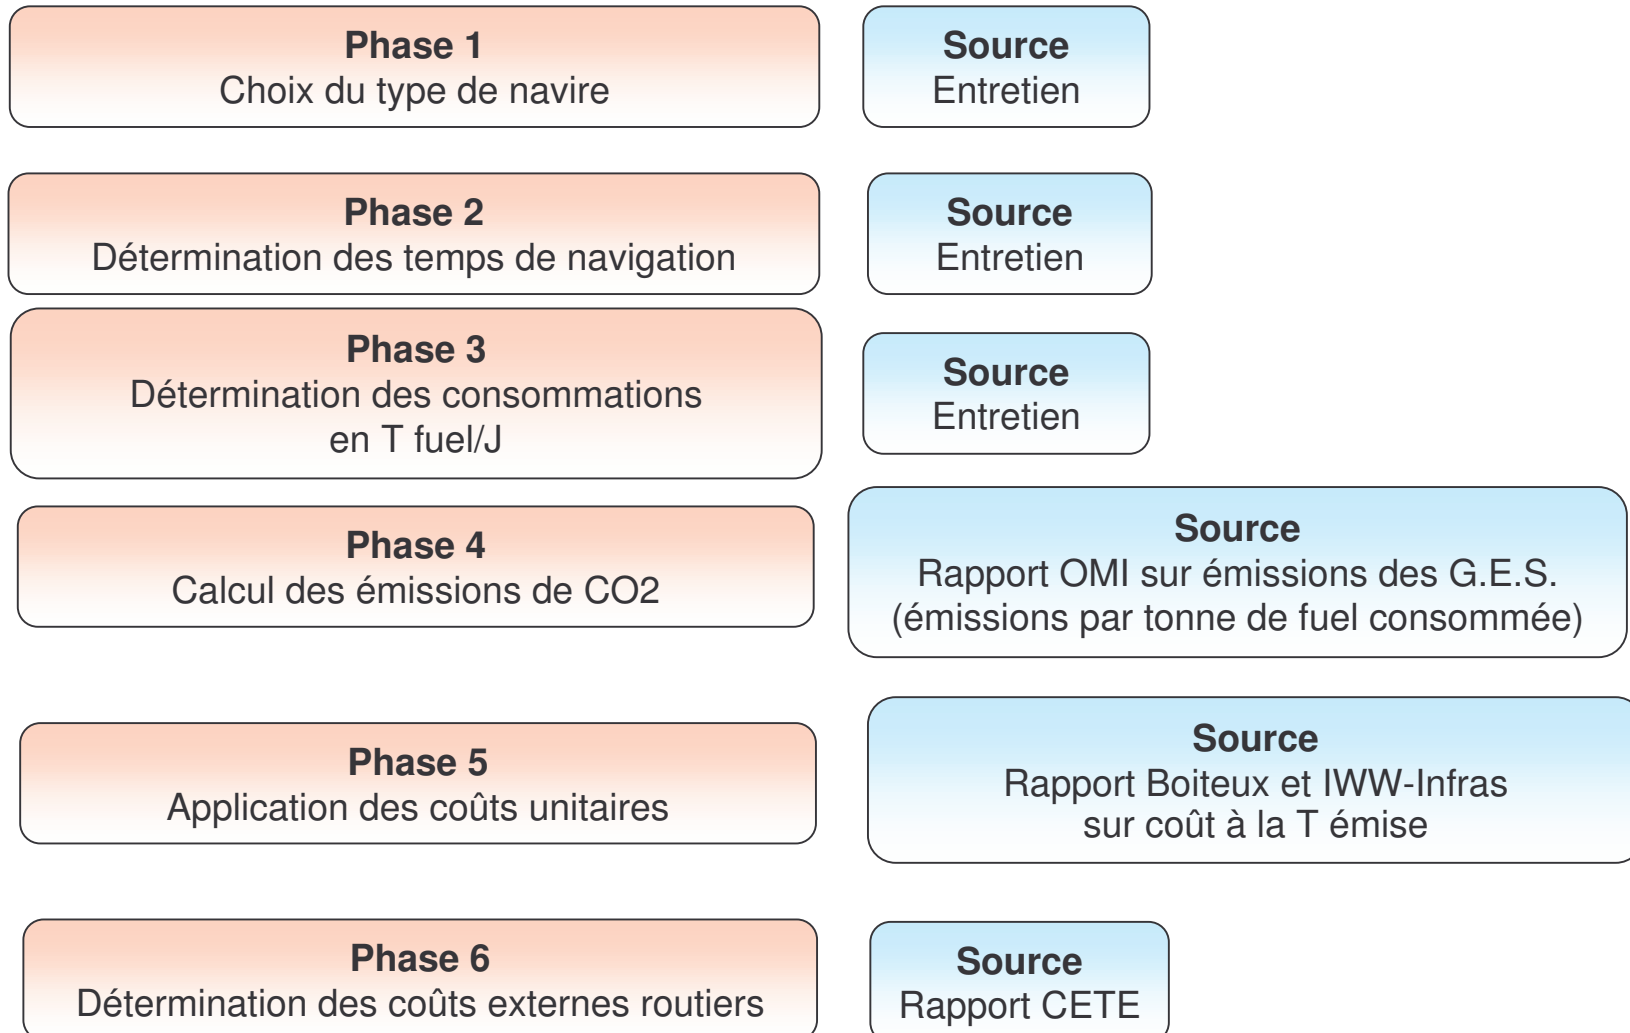 Phase 1
Choix du type de navire
Source
Entretien
Phase 2
Détermination des temps de navigation
Source
Entretien
Phase 3
Détermination des consommations
en T fuel/J
Source
Entretien
Phase 4
Calcul des émissions de CO2
Source
Rapport OMI sur émissions des G.E.S.
(émissions par tonne de fuel consommée)
Phase 5
Application des coûts unitaires
Source
Rapport Boiteux et IWW-Infras
sur coût à la T émise
Phase 6
Détermination des coûts externes routiers
Source
Rapport CETE